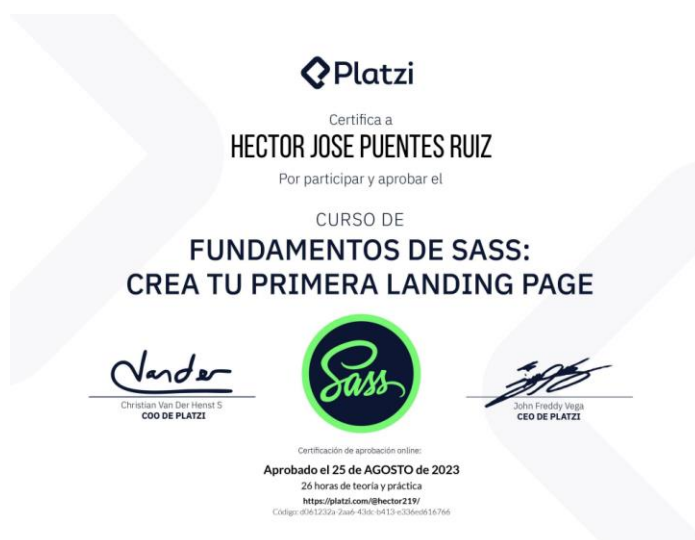 Platzi
Certifica a
HECTOR JOSE PUENTES RUIZ
Por participar y aprobar el
CURSO DE
FUNDAMENTOS DE SASS:
CREA TU PRIMERA LANDING PAGE
Vander
Sass
Christian Van Der Henst S
COO DE PLATZI
John Freddy Vega
CEO DE PLATZI
Certificación de aprobación online:
Aprobado el 25 de AGOSTO de 2023
26 horas de teoría y práctica
https://platzi.com/@hector219/
Código: d061232a-2aa6-43dc-b413-e336ed616766